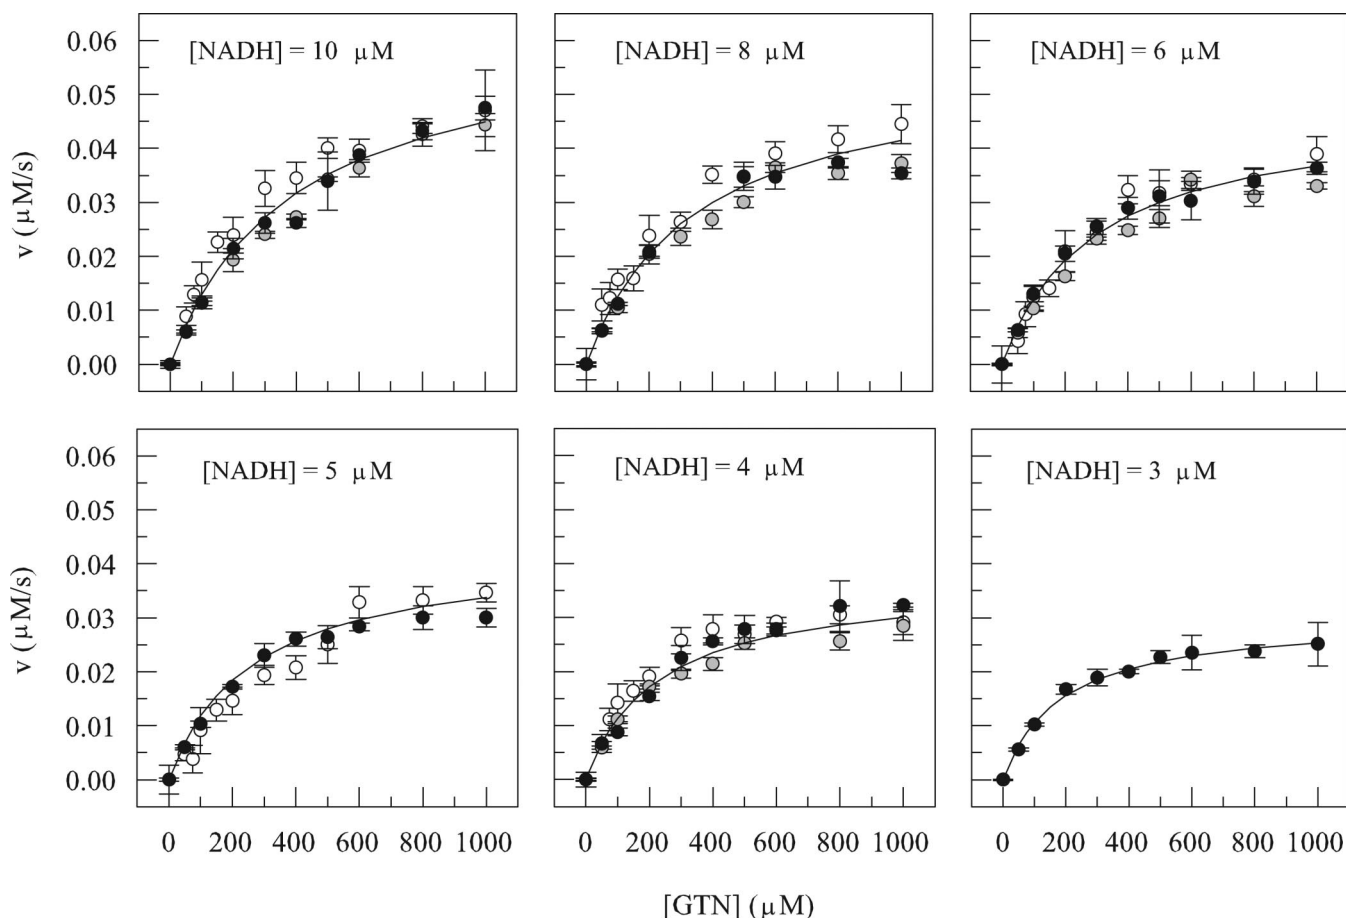 [NADH] = 10 μM
[NADH] = 8 μM
[NADH] = 6 μM
0.06
0.05
0.04
0.03
0.02
0.01
0.00
v (μM/s)
[NADH] = 5 μM
[NADH] = 4 μM
[NADH] = 3 μM
0.06
0.05
0.04
0.03
0.02
0.01
0.00
v (μM/s)
0 200 400 600 800 1000
0 200 400 600 800 1000
0 200 400 600 800 1000
[GTN] (μM)